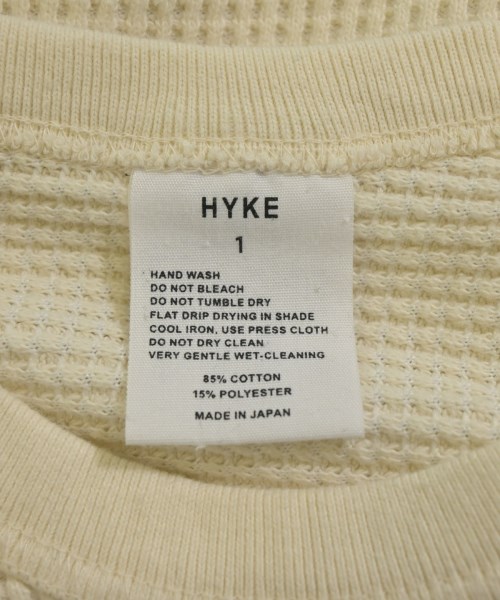 HYKE
1
HAND WASH
DO NOT BLEACH
DO NOT TUMBLE DRY
FLAT DRIP DRYING IN SHADE
COOL IRON, USE PRESS CLOTH
DO NOT DRY CLEAN
VERY GENTLE WET-CLEANING
85% COTTON
15% POLYESTER
MADE IN JAPAN